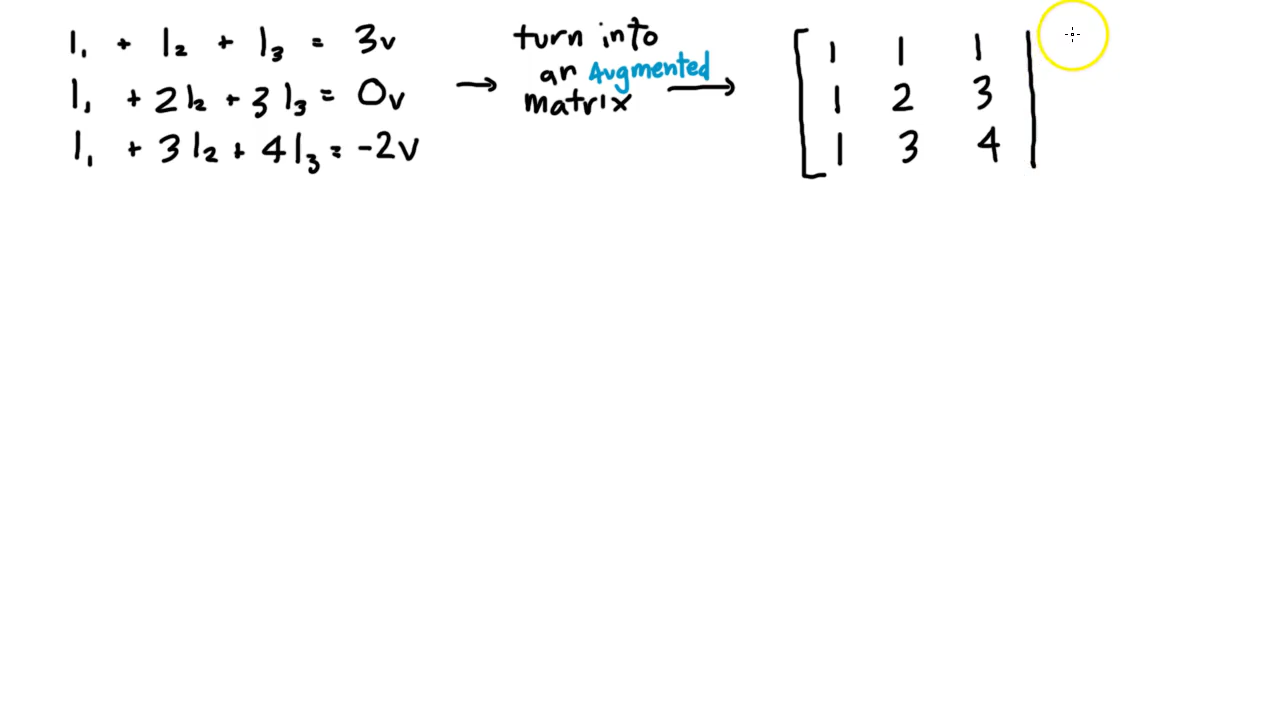 I₁ + I₂ + I₃ = 3v
I₁ + 2I₂ + 3I₃ = 0v
I₁ + 3I₂ + 4I₃ = -2v
→ turn into
an Augmented
matrix →
[ 1 1 1 |
1 2 3
1 3 4